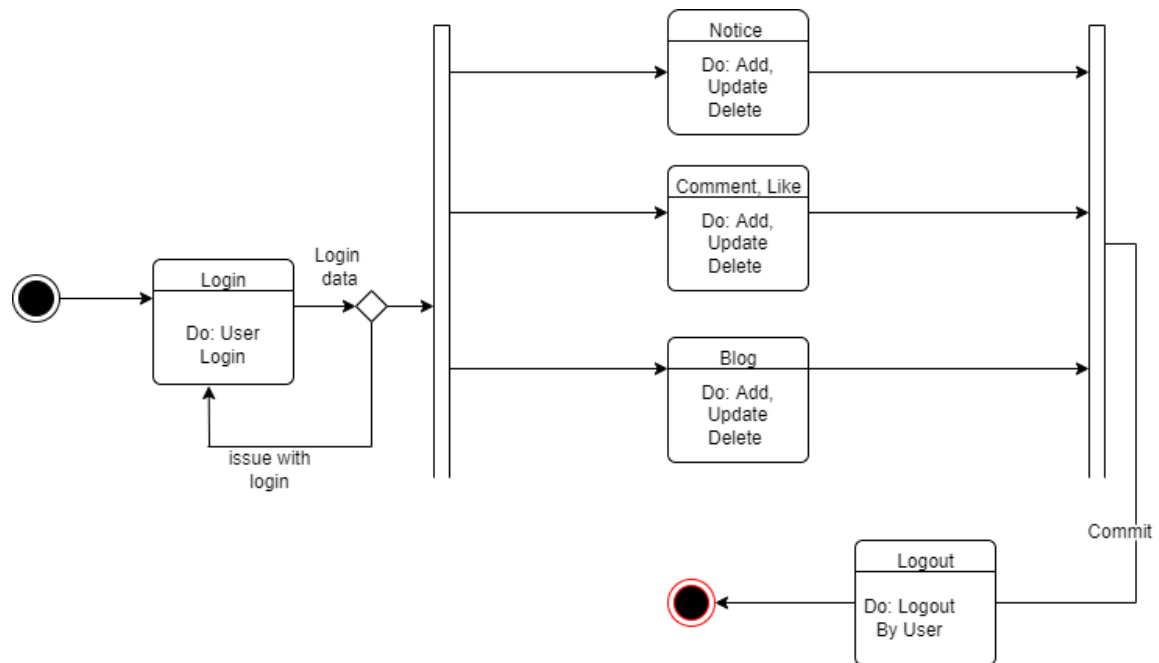 Notice
Do: Add,
Update
Delete
Comment, Like
Do: Add,
Update
Delete
Login
data
Login
Do: User
Login
issue with
login
Blog
Do: Add,
Update
Delete
Commit
Logout
Do: Logout
By User